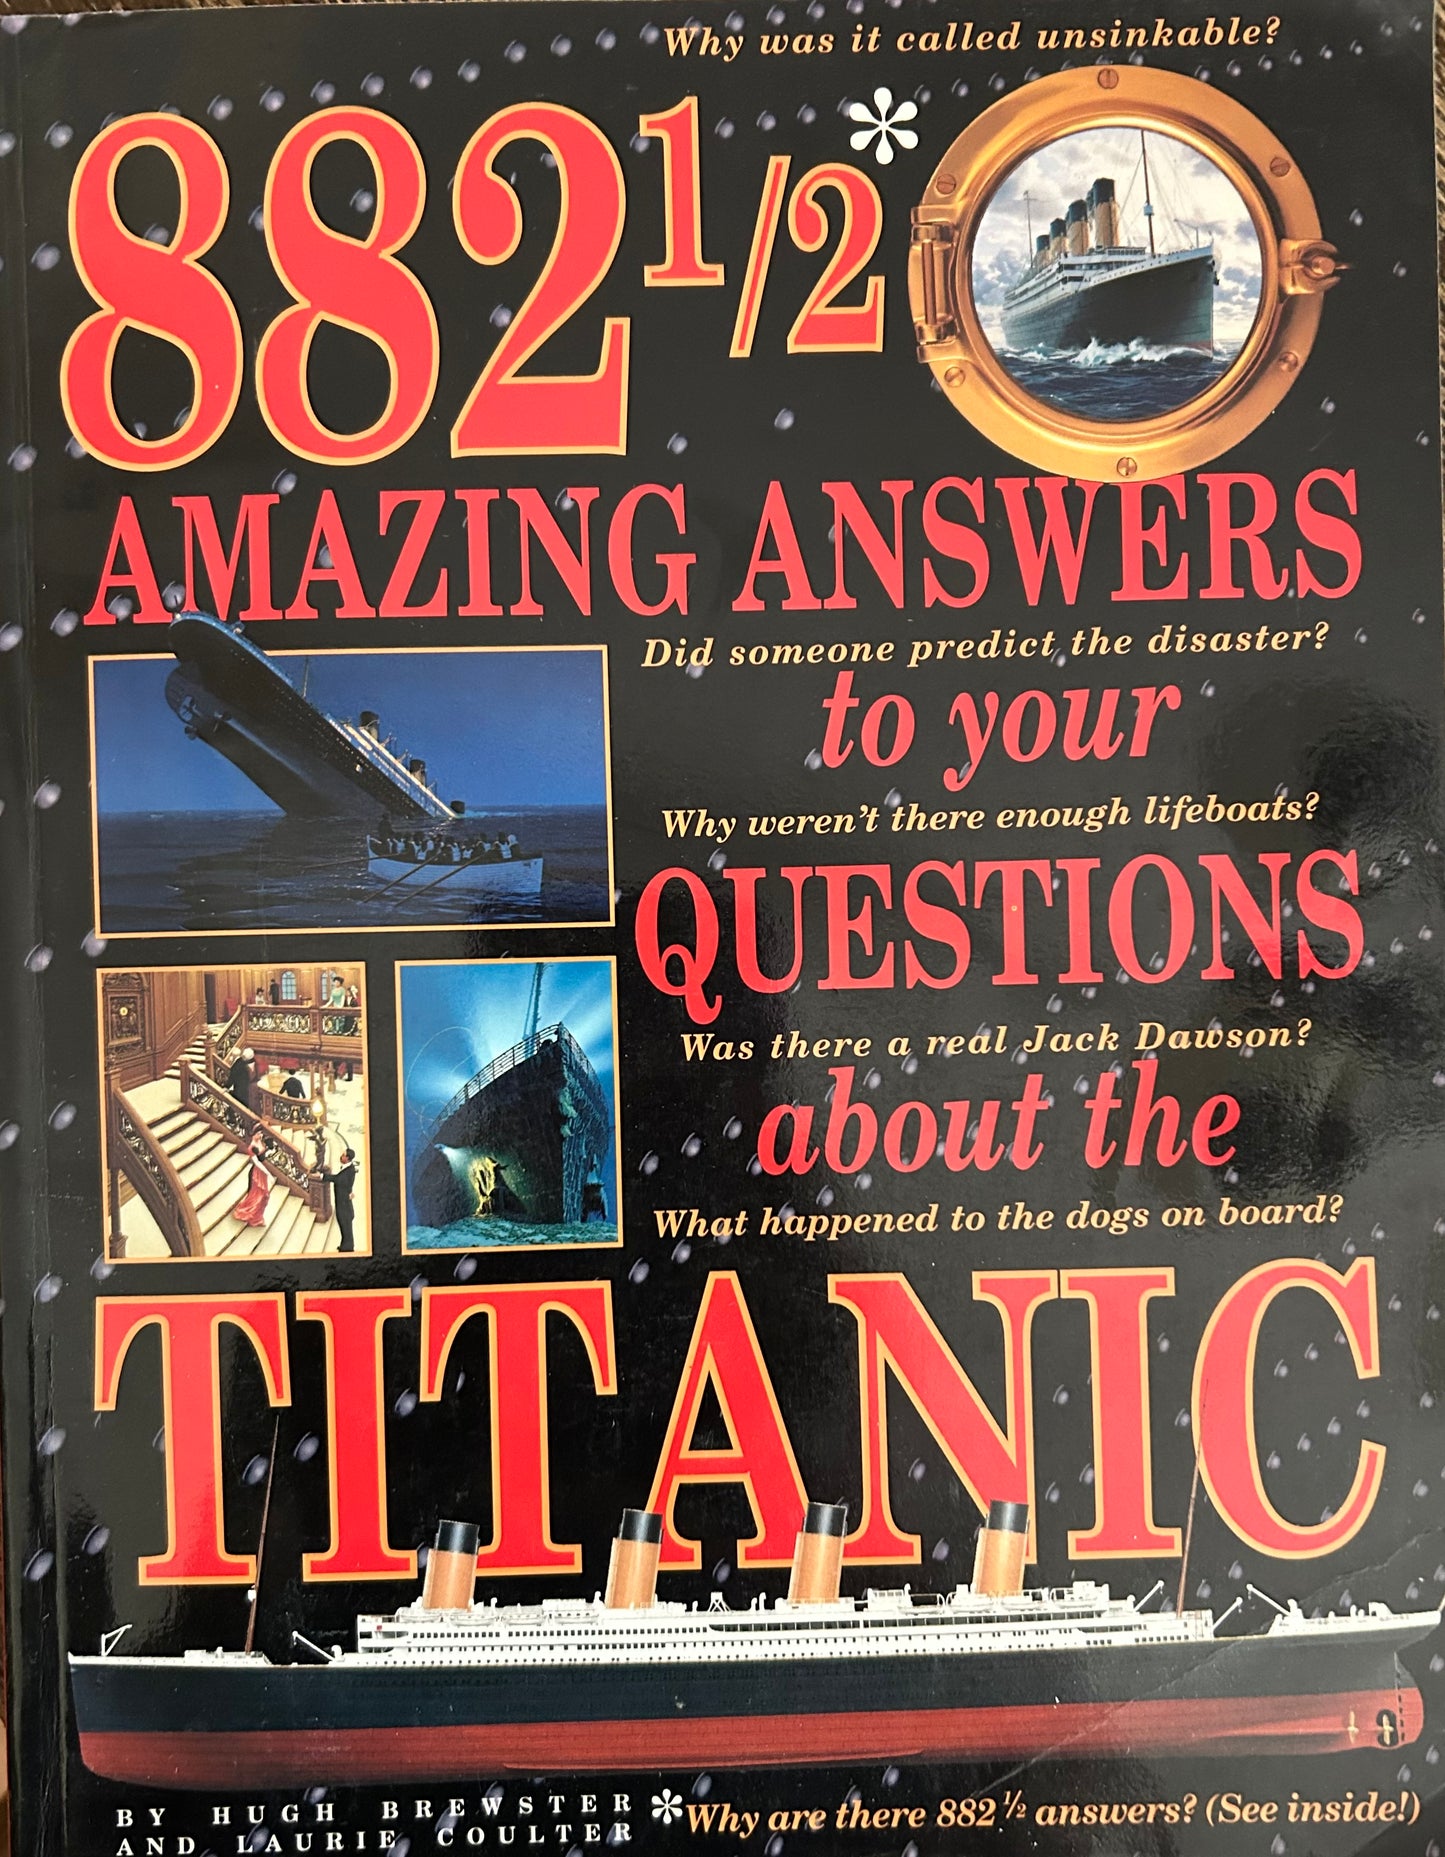 Why was it called unsinkable?
882 1/2*
AMAZING ANSWERS
Did someone predict the disaster?
to your
Why weren't there enough lifeboats?
QUESTIONS
Was there a real Jack Dawson?
about the
What happened to the dogs on board?
TITANIC
BY HUGH BREWSTER
AND LAURIE COULTER
*Why are there 882 1/2 answers? (See inside!)